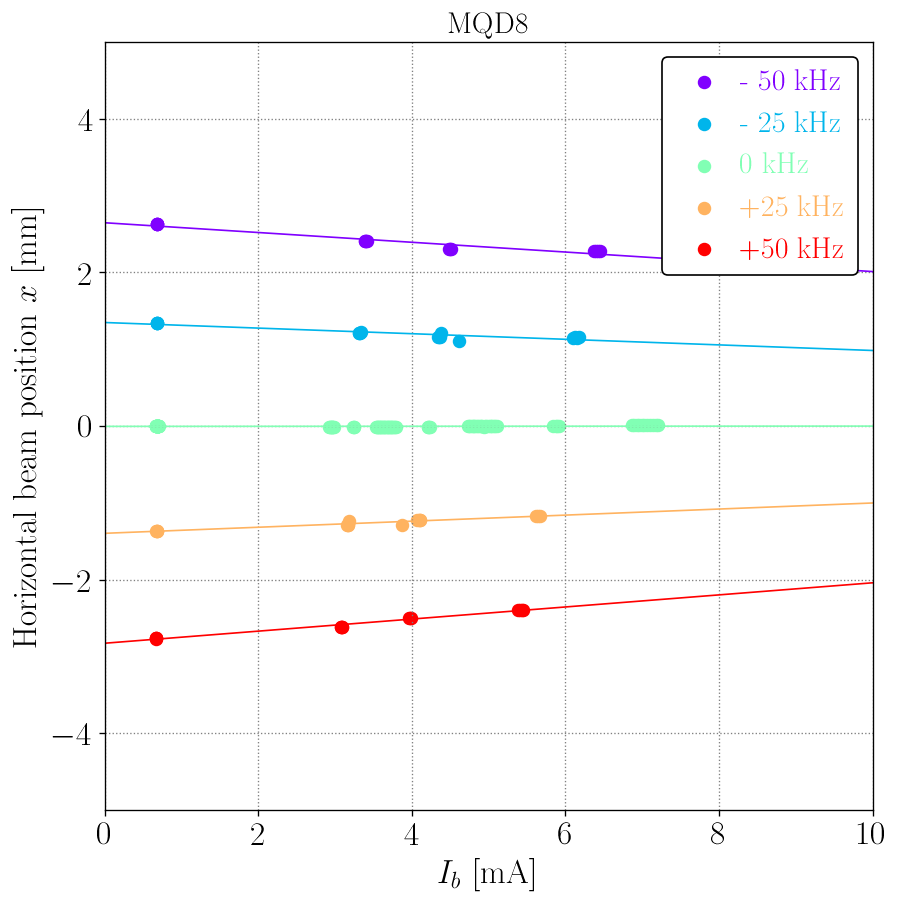 MQD8
- 50 kHz
- 25 kHz
0 kHz
+25 kHz
+50 kHz
Horizontal beam position x [mm]
4
2
0
−2
−4
0 2 4 6 8 10
I_b [mA]